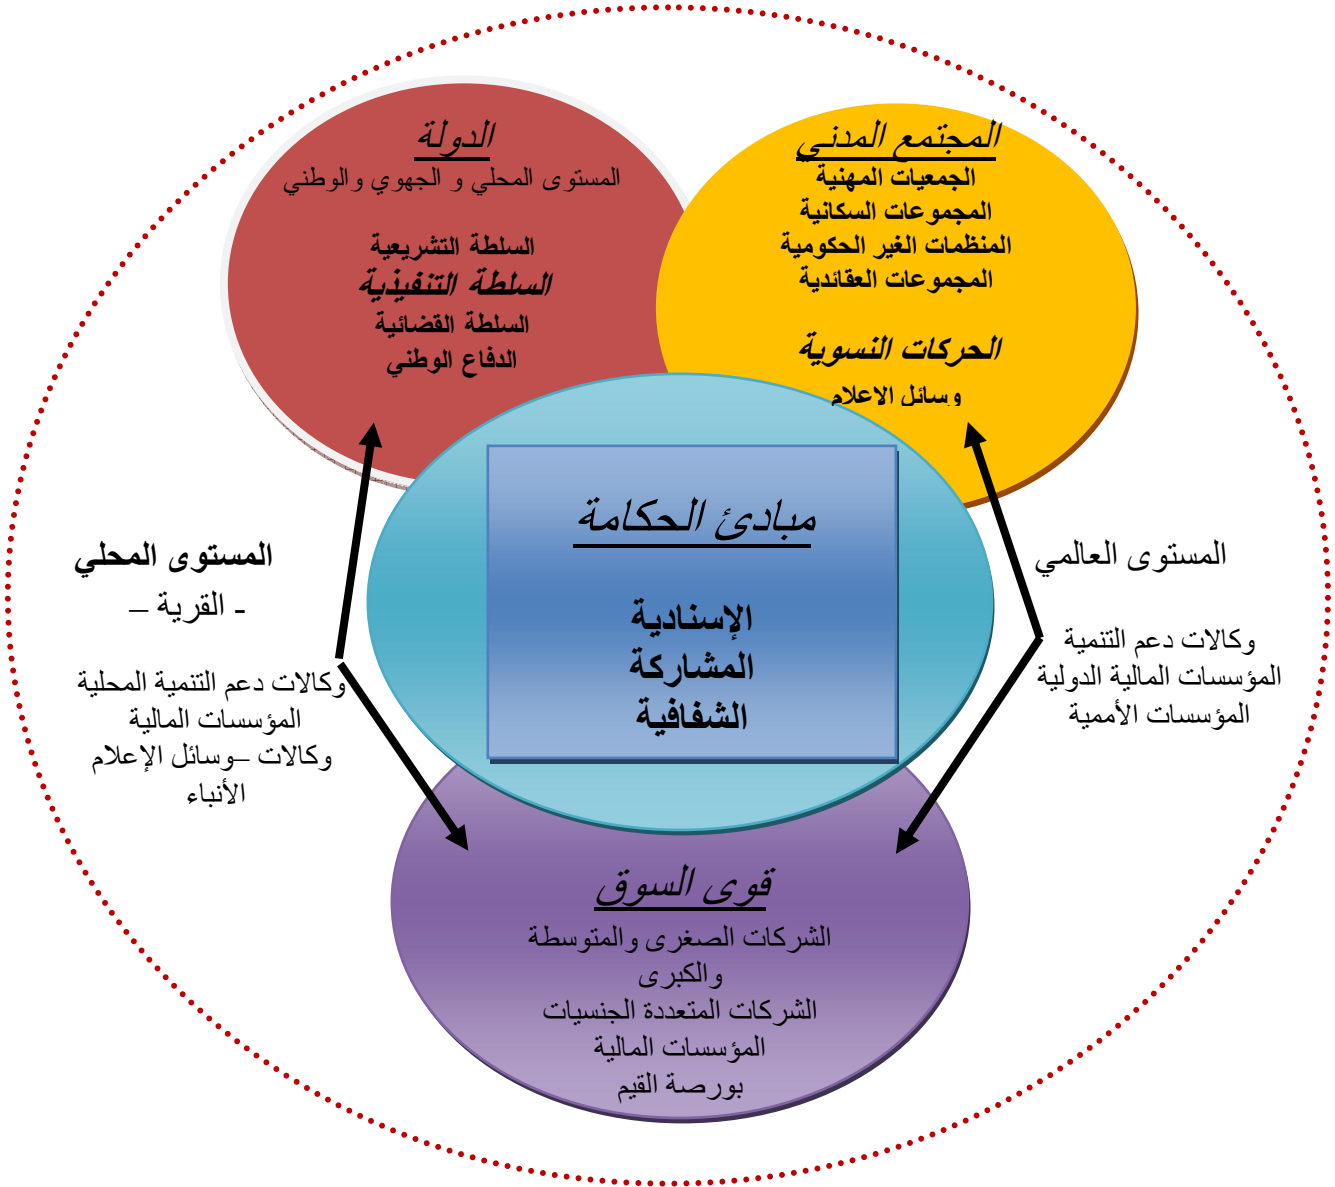 الدولة
المستوى المحلي و الجهوي والوطني
السلطة التشريعية
السلطة التنفيذية
السلطة القضائية
الدفاع الوطني
المجتمع المدني
الجمعيات المهنية
المجموعات السكانية
المنظمات الغير الحكومية
المجموعات العقائدية
الحركات النسوية
وسائل الاعلام
مبادئ الحكامة
الإسنادية
المشاركة
الشفافية
المستوى العالمي
وكالات دعم التنمية
المؤسسات المالية الدولية
المؤسسات الأممية
المستوى المحلي
- القرية –
وكالات دعم التنمية المحلية
المؤسسات المالية
وكالات –وسائل الإعلام
الأنباء
قوى السوق
الشركات الصغرى والمتوسطة
والكبرى
الشركات المتعددة الجنسيات
المؤسسات المالية
بورصة القيم